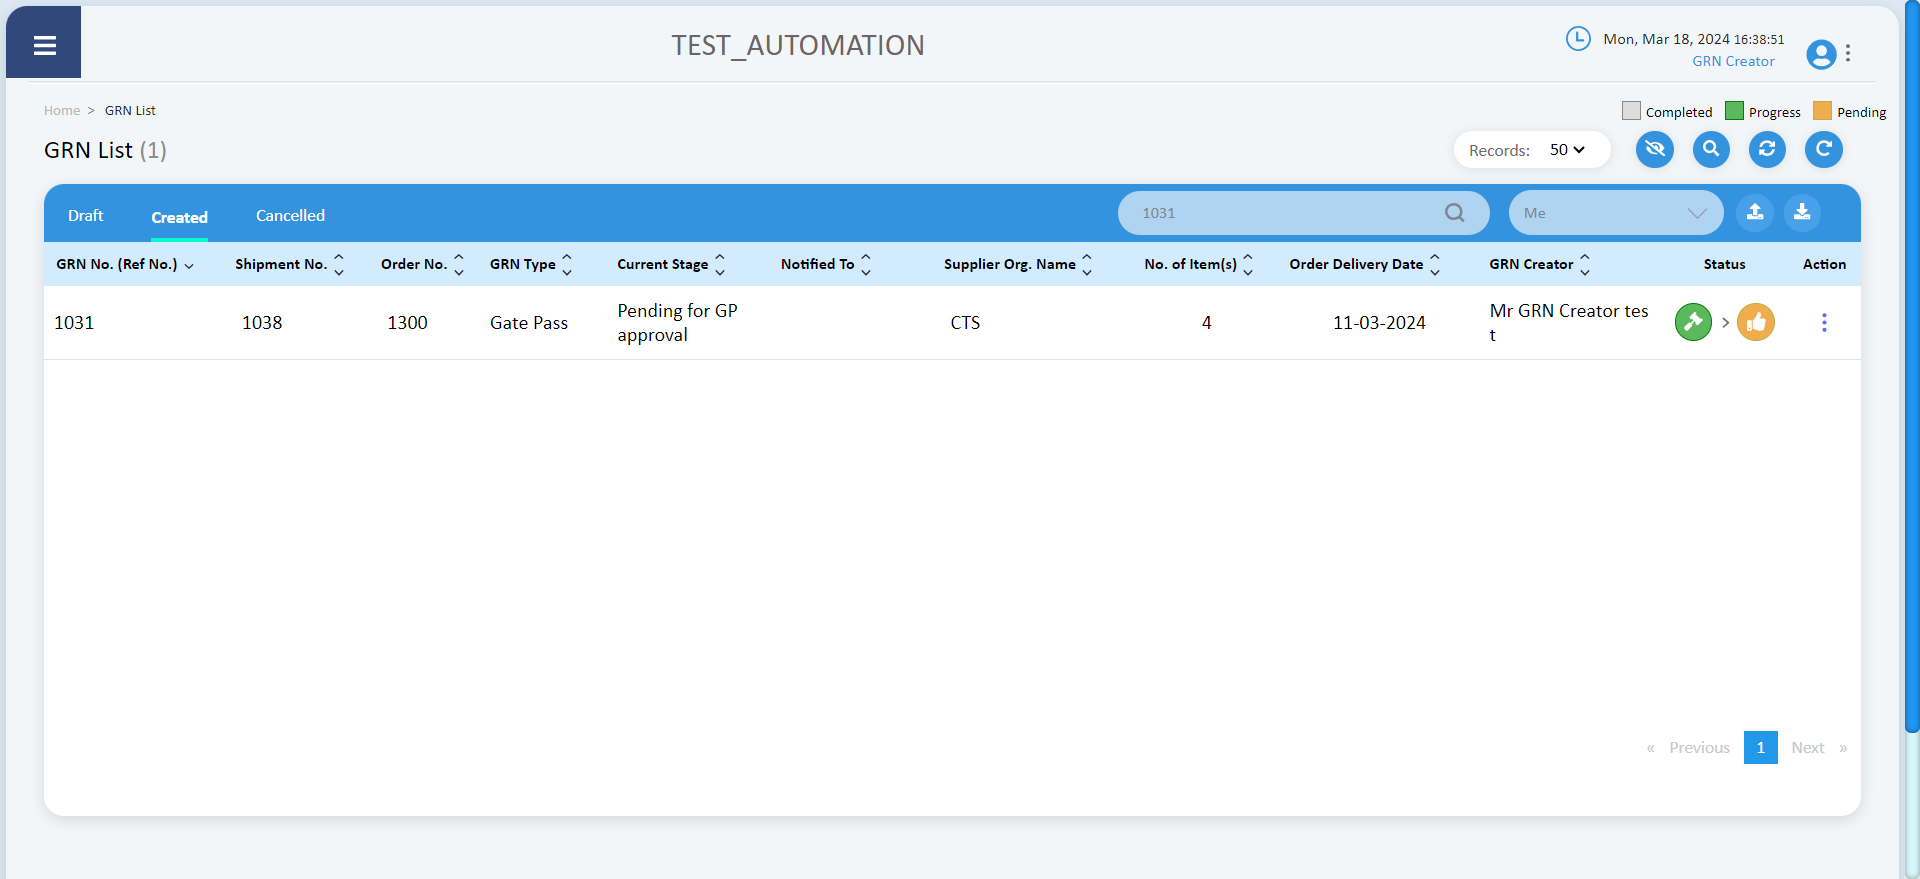 TEST_AUTOMATION
Mon, Mar 18, 2024 16:38:51
GRN Creator
Home > GRN List
Completed Progress Pending
GRN List (1)
Records: 50
Draft Created Cancelled 1031 Me
GRN No. (Ref No.) Shipment No. Order No. GRN Type Current Stage Notified To Supplier Org. Name No. of Item(s) Order Delivery Date GRN Creator Status Action
1031 1038 1300 Gate Pass Pending for GP CTS 4 11-03-2024 Mr GRN Creator tes
approval t
« Previous 1 Next »